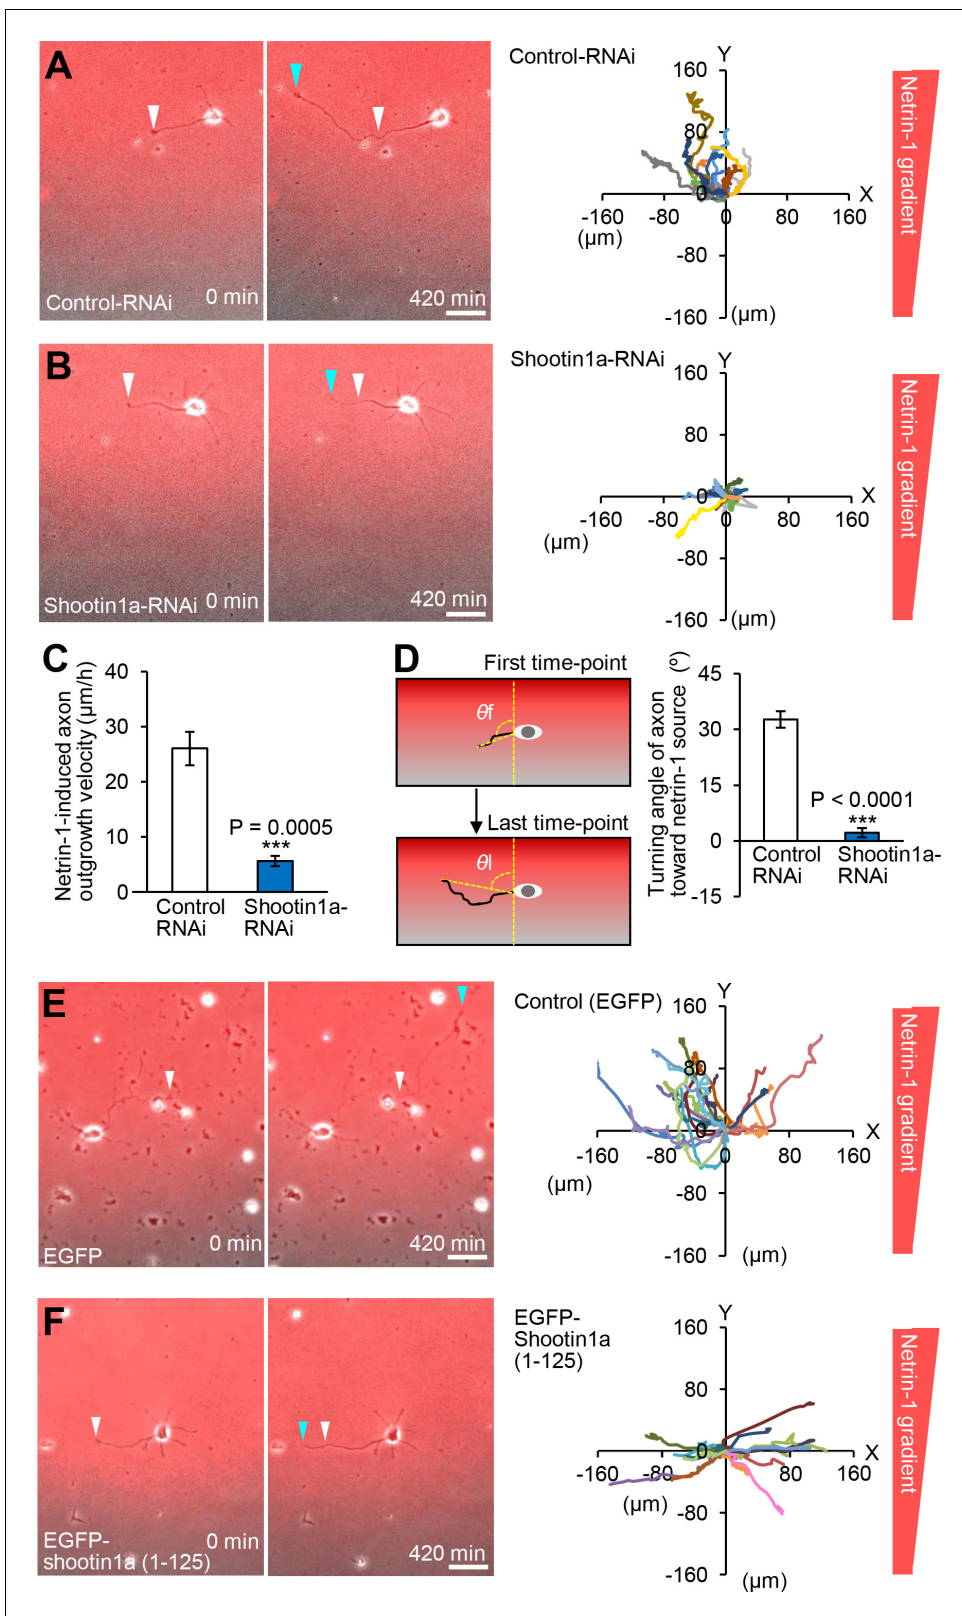 A
Control-RNAi
0 min
420 min
Control-RNAi
Y
160
80
0
-160
-80
0
80
160
X
(μm)
-80
-160
(μm)
Netrin-1 gradient
B
Shootin1a-RNAi
0 min
420 min
Shootin1a-RNAi
Y
160
80
0
X
-160
-80
0
80
160
(μm)
-80
-160
(μm)
Netrin-1 gradient
C
Netrin-1-induced axon
outgrowth velocity (μm/h)
40
30
20
10
0
P = 0.0005
***
Control
RNAi
Shootin1a-
RNAi
D
First time-point
θf
Last time-point
θl
Turning angle of axon
toward netrin-1 source (º)
45
30
15
0
-15
P < 0.0001
***
Control
RNAi
Shootin1a-
RNAi
E
EGFP
0 min
420 min
Control (EGFP)
Y
160
80
0
X
-160
-80
0
80
160
(μm)
-80
-160
(μm)
Netrin-1 gradient
F
EGFP-
shootin1a (1-125)
0 min
420 min
EGFP-
Shootin1a
(1-125)
Y
160
80
0
X
-160
-80
0
80
160
(μm)
-80
-160
(μm)
Netrin-1 gradient